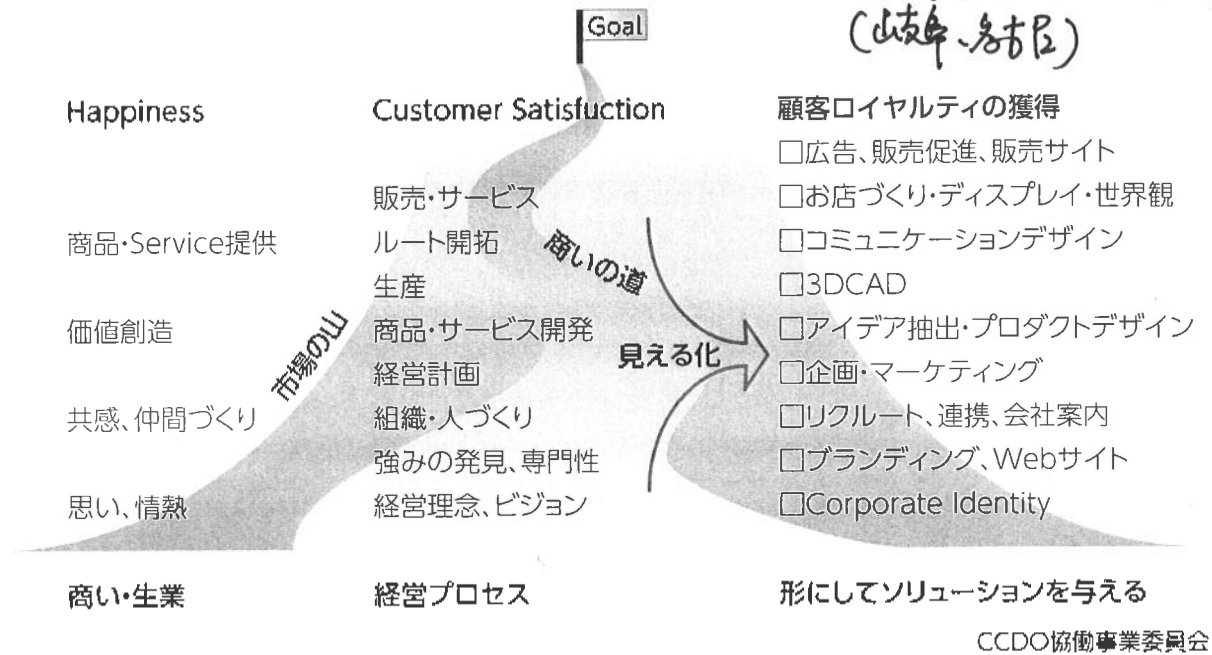 Goal
(岐阜、名古屋)
Happiness
商品・Service提供
価値創造
共感、仲間づくり
思い、情熱
商い・生業
市場の山
Customer Satisfuction
販売・サービス
ルート開拓
生産
商品・サービス開発
経営計画
組織・人づくり
強みの発見、専門性
経営理念、ビジョン
経営プロセス
商いの道
見える化
顧客ロイヤルティの獲得
□広告、販売促進、販売サイト
□お店づくり・ディスプレイ・世界観
□コミュニケーションデザイン
□3DCAD
□アイデア抽出・プロダクトデザイン
□企画・マーケティング
□リクルート、連携、会社案内
□ブランディング、Webサイト
□Corporate Identity
形にしてソリューションを与える
CCDO協働事業委員会